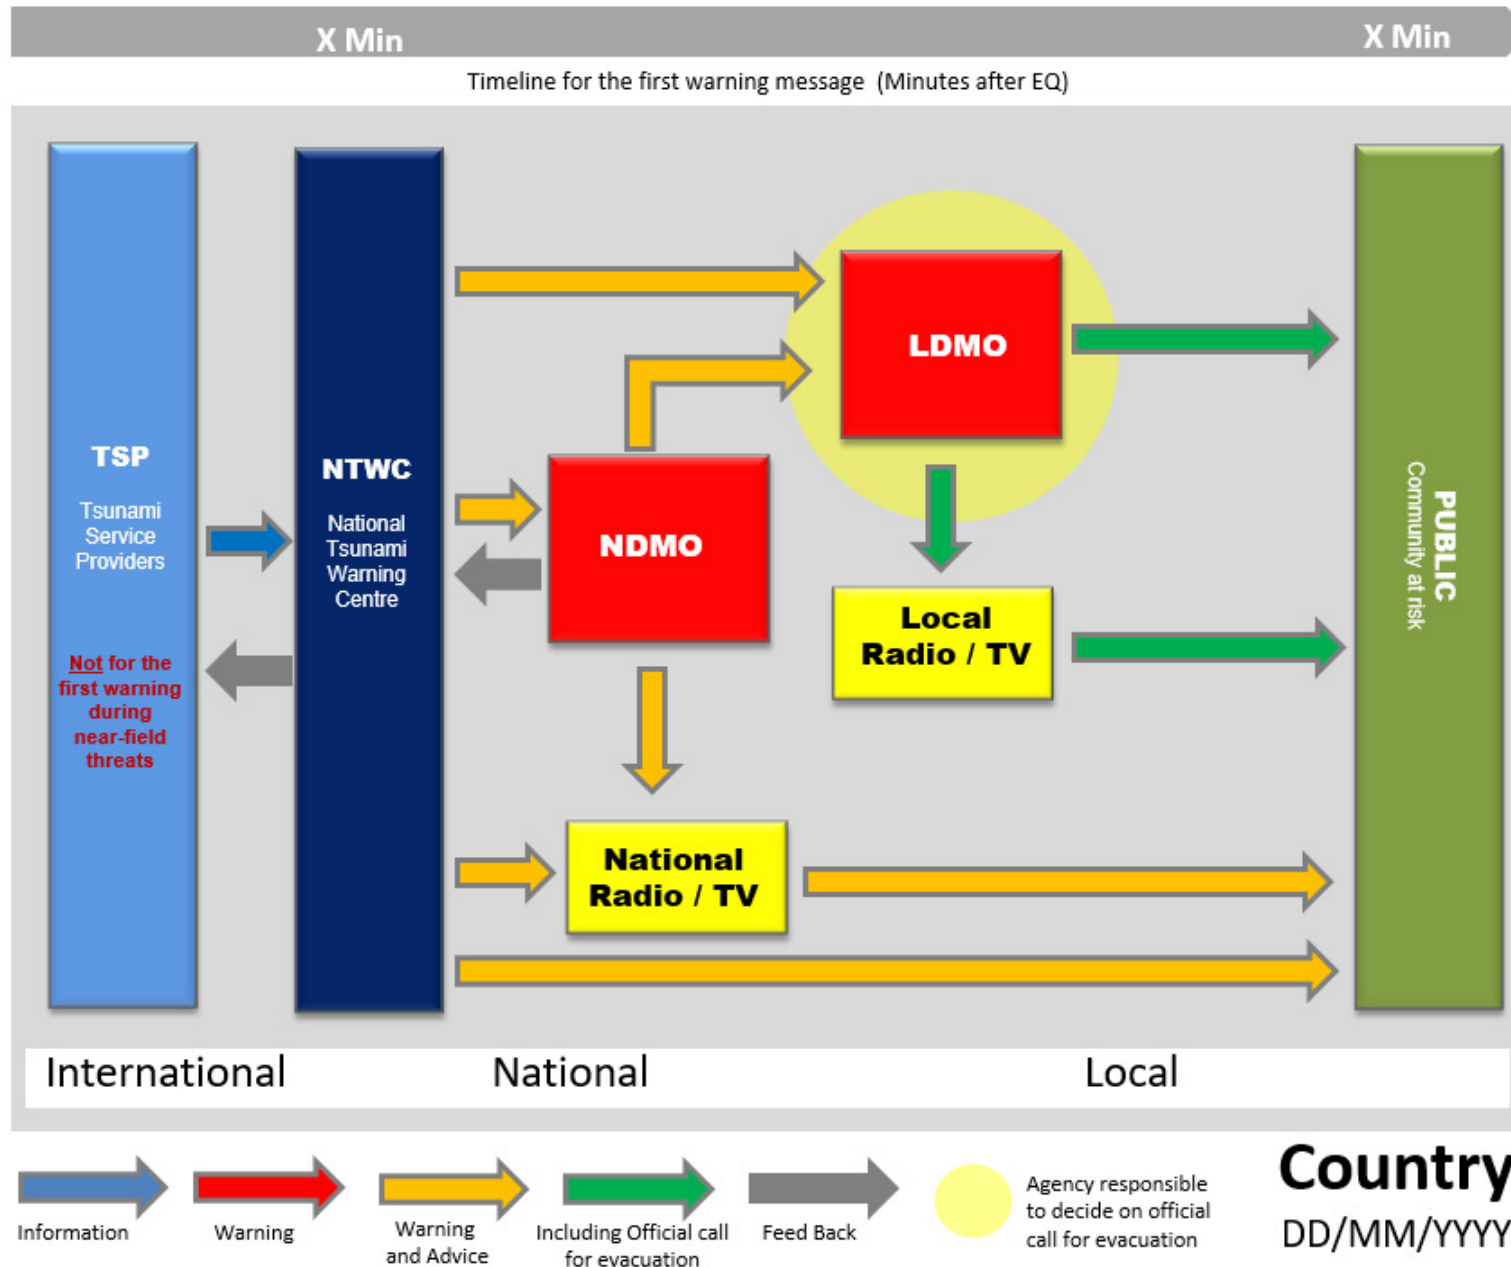 X Min
X Min
Timeline for the first warning message (Minutes after EQ)
TSP
Tsunami
Service
Providers
Not for the
first warning
during
near-field
threats
NTWC
National
Tsunami
Warning
Centre
LDMO
NDMO
Local
Radio / TV
National
Radio / TV
PUBLIC
Community at risk
International
National
Local
Information
Warning
Warning
and Advice
Including Official call
for evacuation
Feed Back
Agency responsible
to decide on official
call for evacuation
Country
DD/MM/YYYY